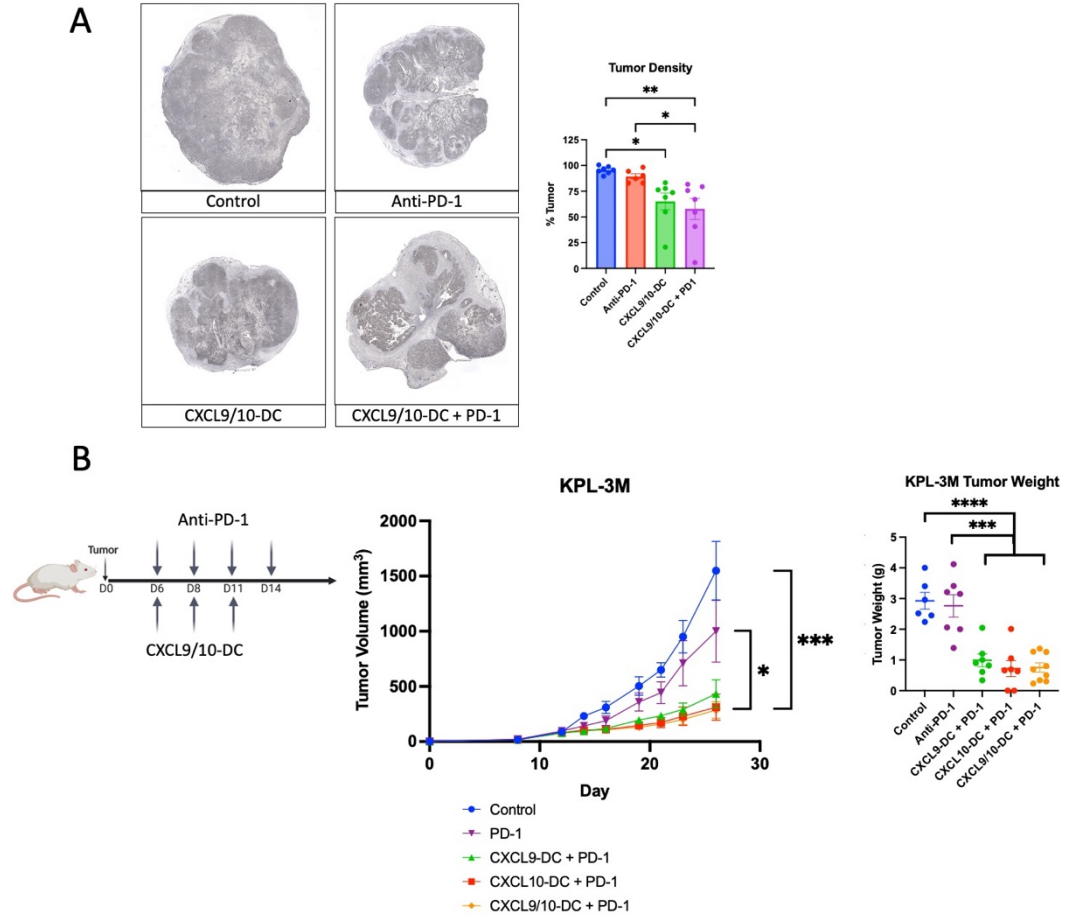 A
Control
Anti-PD-1
CXCL9/10-DC
CXCL9/10-DC + PD-1
Tumor Density
**
*
*
% Tumor
125
100
75
50
25
0
Control
Anti-PD-1
CXCL9/10-DC
CXCL9/10-DC + PD1
B
Anti-PD-1
Tumor
D0
D6
D8
D11
D14
CXCL9/10-DC
KPL-3M
Tumor Volume (mm³)
2000
1500
1000
500
0
0
10
20
30
Day
*
***
Control
PD-1
CXCL9-DC + PD-1
CXCL10-DC + PD-1
CXCL9/10-DC + PD-1
KPL-3M Tumor Weight
****
***
Tumor Weight (g)
5
4
3
2
1
0
Control
Anti-PD-1
CXCL9-DC + PD-1
CXCL10-DC + PD-1
CXCL9/10-DC + PD-1